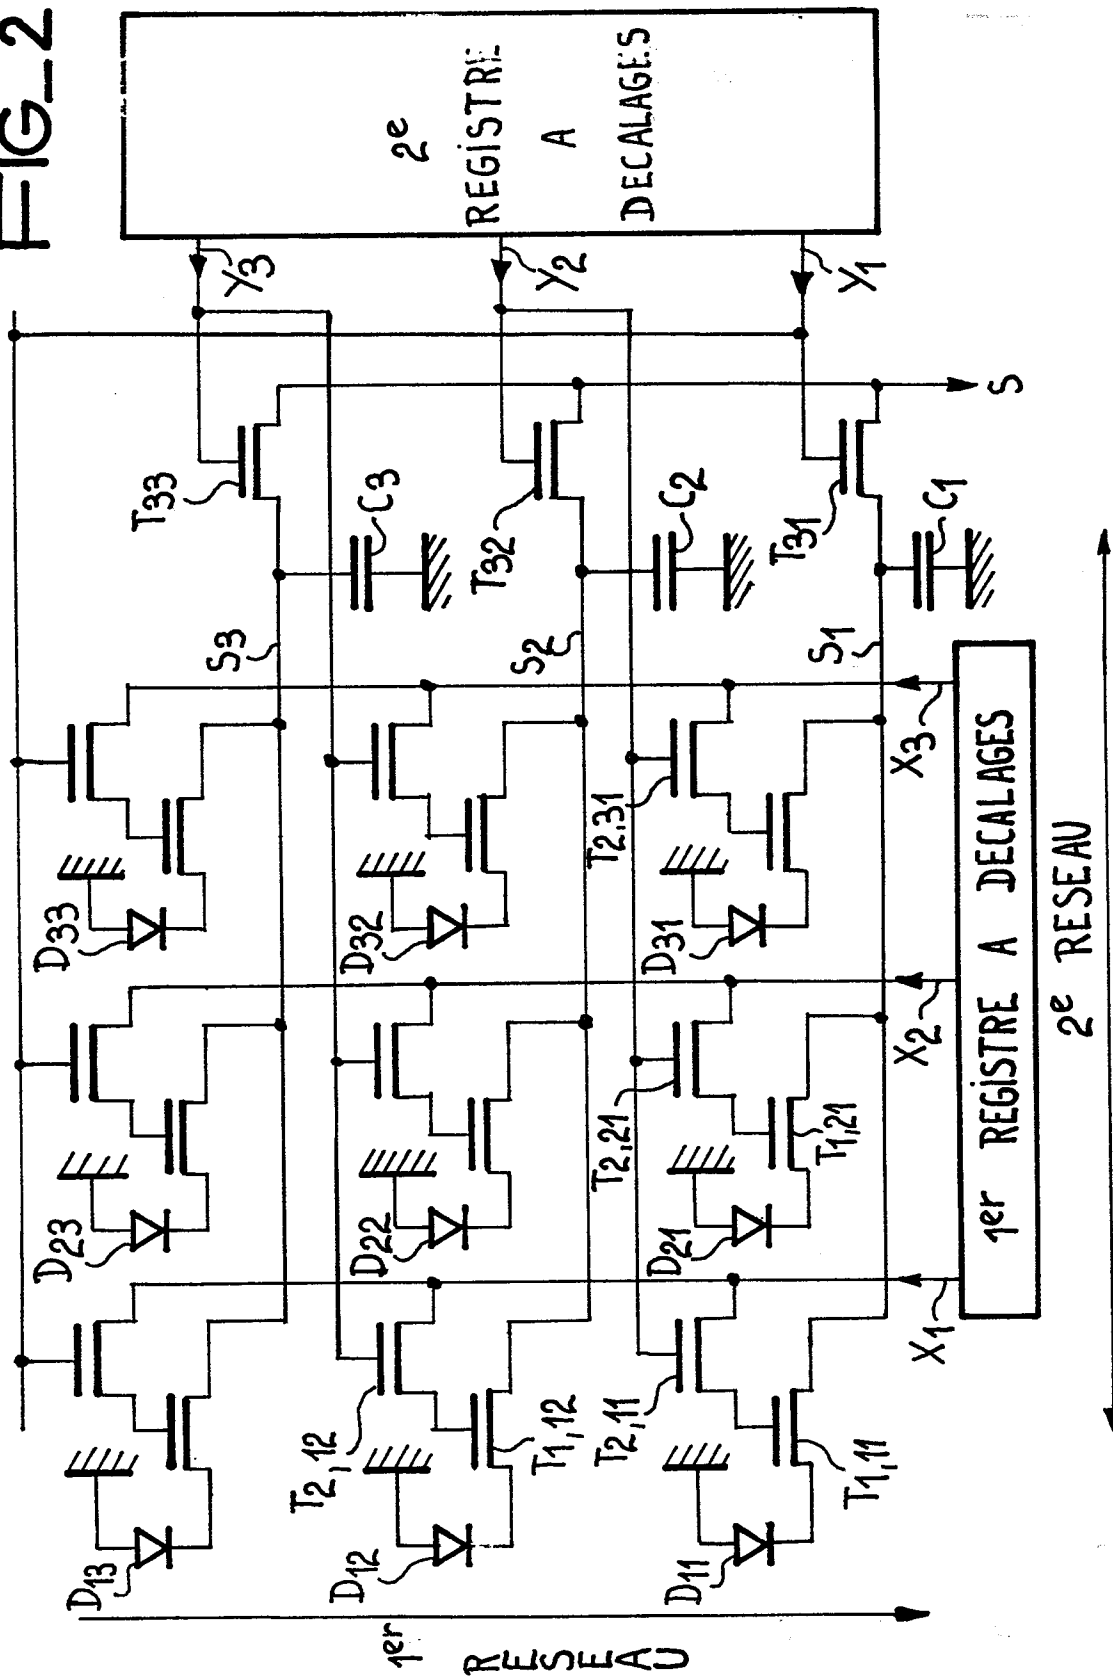 FIG_2
2e
REGISTRE
A
DECALAGES
Y3
Y2
Y1
S
T33
T32
T31
C3
C2
C1
S3
S2
S1
D33
D32
T2,31
D31
X3
D23
D22
T2,21
D21
T1,21
X2
D13
T2,12
D12
T1,12
T2,11
D11
T1,11
X1
1er REGISTRE A DECALAGES
2e RESEAU
1er
RESEAU